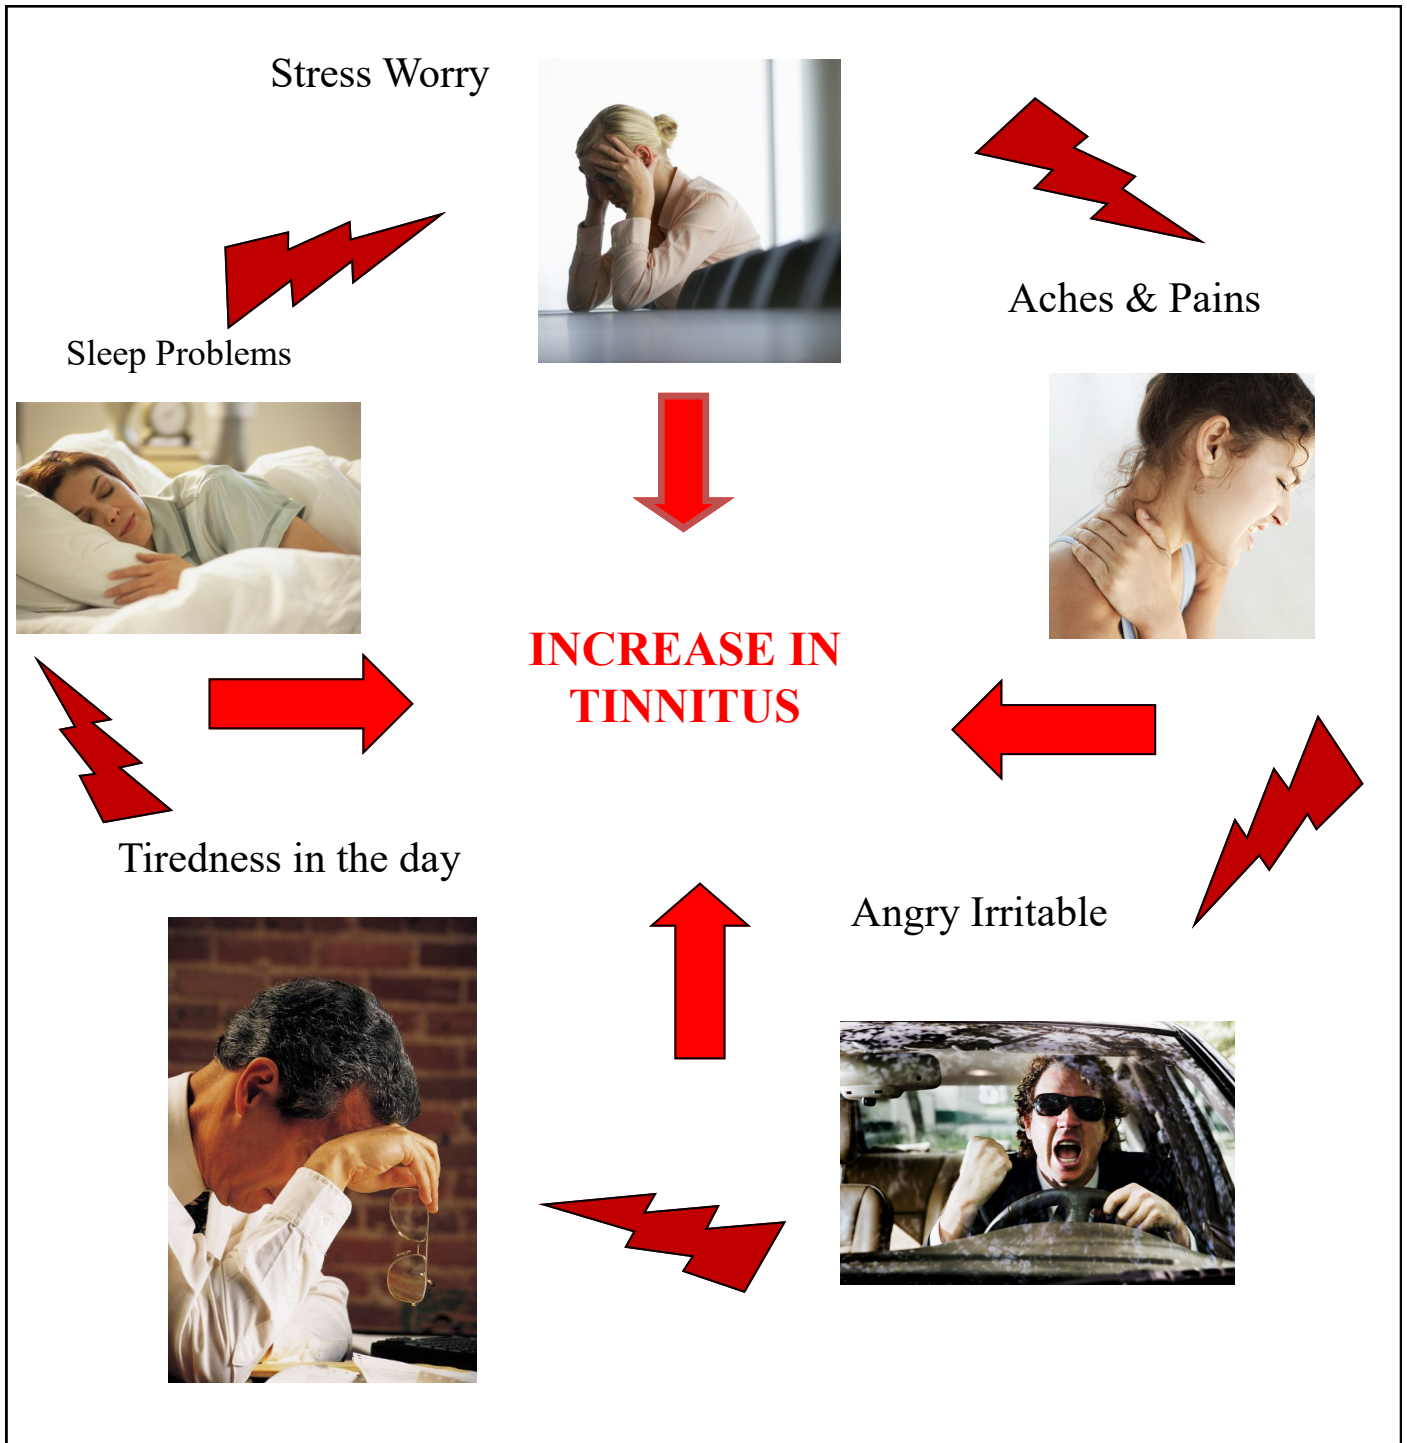 Stress Worry
Aches & Pains
Sleep Problems
INCREASE IN
TINNITUS
Tiredness in the day
Angry Irritable